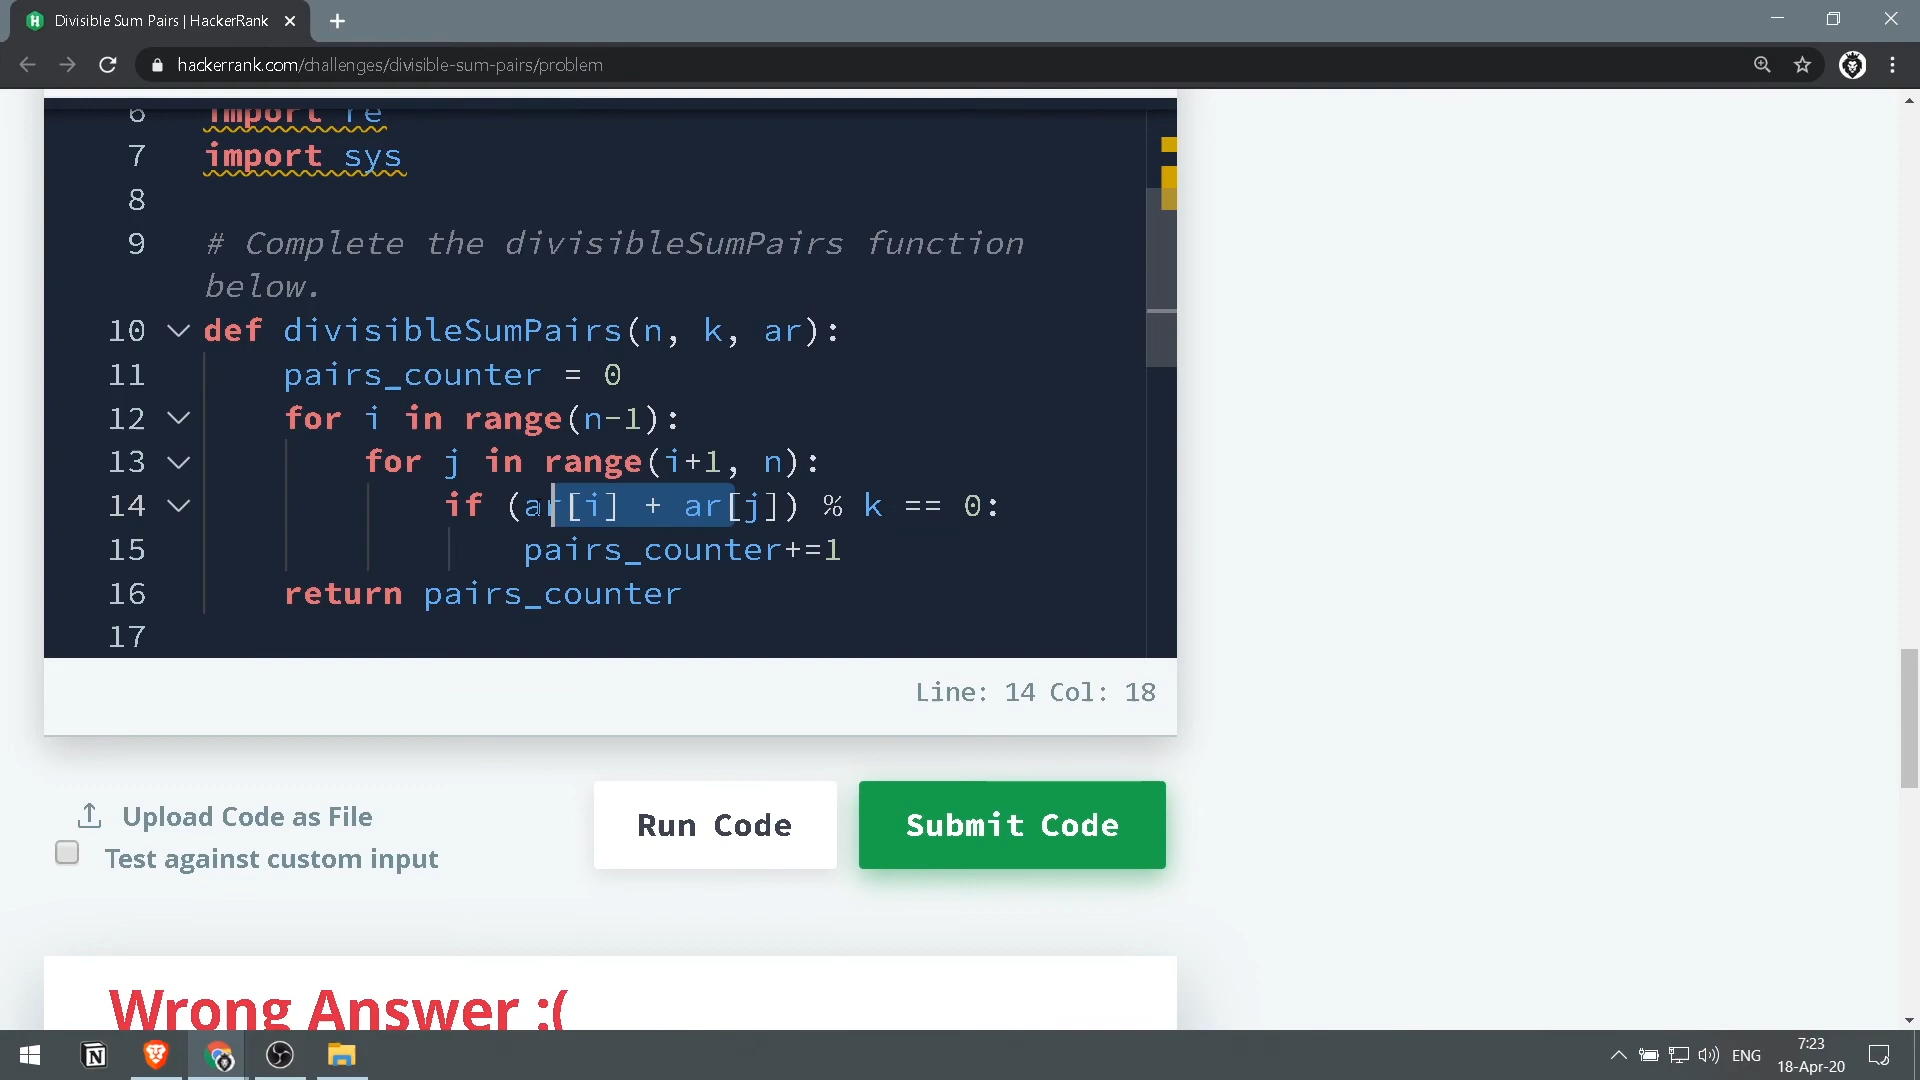 Divisible Sum Pairs | HackerRank
hackerrank.com/challenges/divisible-sum-pairs/problem
6 import re
7 import sys
8
9 # Complete the divisibleSumPairs function
below.
10 def divisibleSumPairs(n, k, ar):
11 pairs_counter = 0
12 for i in range(n-1):
13 for j in range(i+1, n):
14 if (ar[i] + ar[j]) % k == 0:
15 pairs_counter+=1
16 return pairs_counter
17
Line: 14 Col: 18
Upload Code as File
Test against custom input
Run Code
Submit Code
Wrong Answer :(
ENG
7:23
18-Apr-20